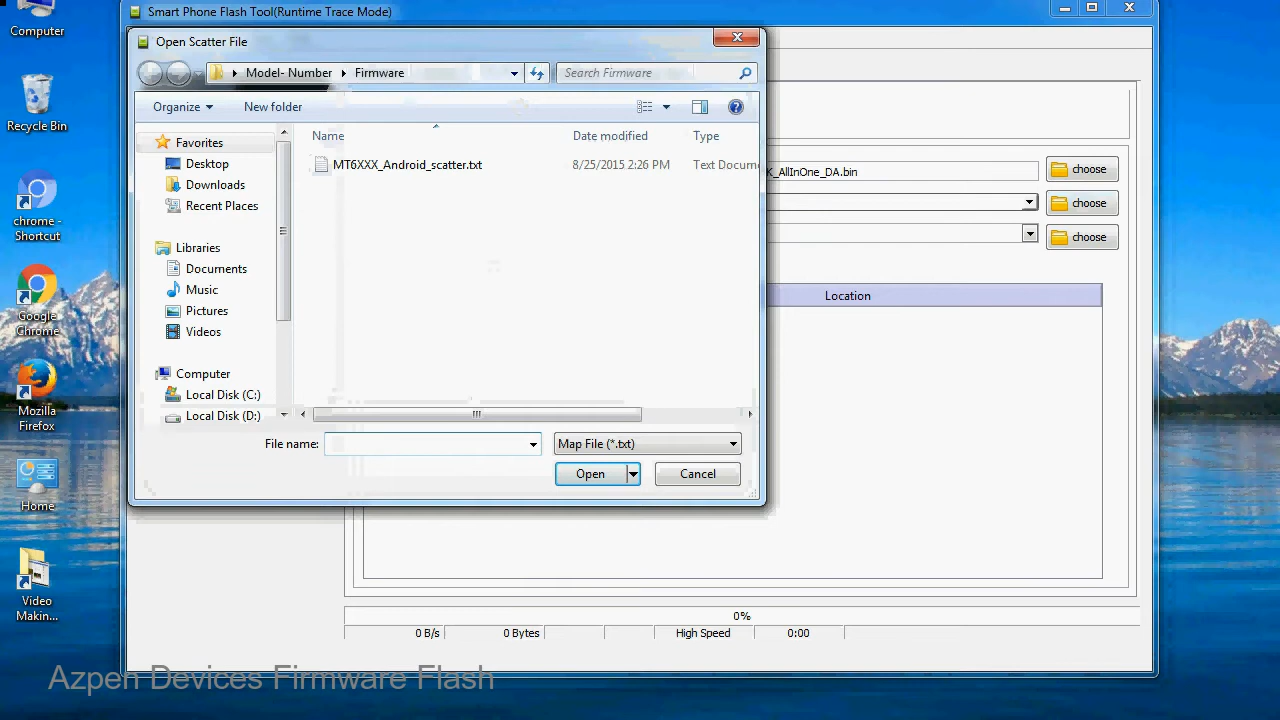 Computer
Recycle Bin
chrome -
Shortcut
Google
Chrome
Mozilla
Firefox
Home
Video
Makin...
Smart Phone Flash Tool(Runtime Trace Mode)
Open Scatter File
Model- Number Firmware
Search Firmware
Organize New folder
Favorites
Desktop
Downloads
Recent Places
Libraries
Documents
Music
Pictures
Videos
Computer
Local Disk (C:)
Local Disk (D:)
Name Date modified Type
MT6XXX_Android_scatter.txt 8/25/2015 2:26 PM Text Docum
File name:
Map File (*.txt)
Open Cancel
K_AllInOne_DA.bin
choose
choose
choose
Location
0%
0 B/s 0 Bytes High Speed 0:00
Azpen Devices Firmware Flash